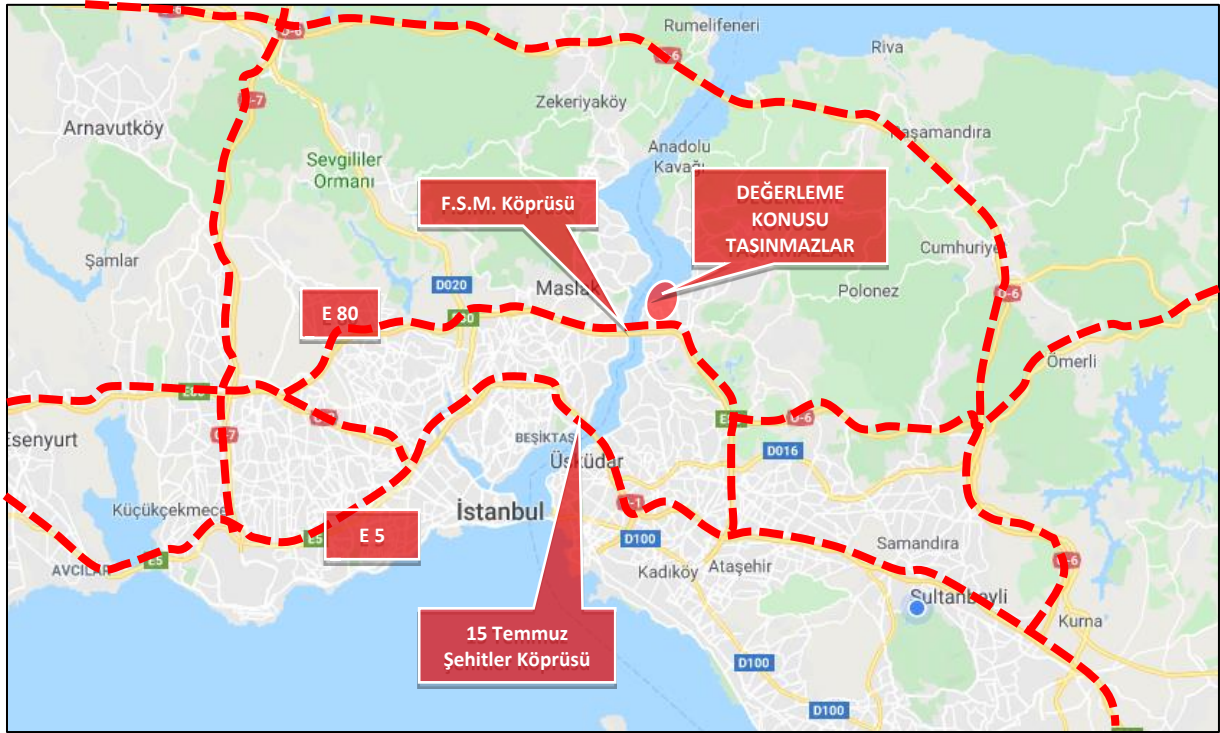 Rumelifeneri
Riva
Zekeriyaköy
Arnavutköy
Sevgililer
Ormanı
Anadolu
Kavağı
F.S.M. Köprüsü
DEĞERLEME
KONUSU
TAŞINMAZLAR
Cumhuriye
Şamlar
D020
Maslak
Polonez
E 80
Ömerli
Esenyurt
BEŞİKTAŞ
Üsküdar
D016
İstanbul
Küçükçekmece
E 5
D100
Samandıra
AVCILAR
E5
Kadıköy
Ataşehir
Sultanbeyli
Kurna
15 Temmuz
Şehitler Köprüsü
D100
D100